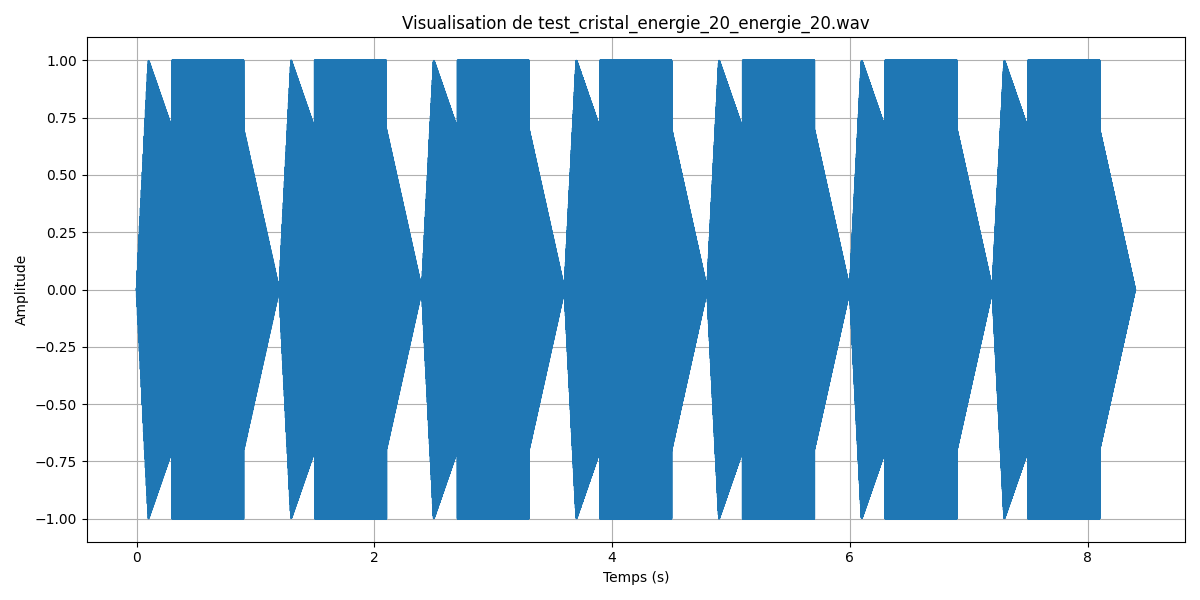 Visualisation de test_cristal_energie_20_energie_20.wav
1.00
0.75
0.50
0.25
0.00
−0.25
−0.50
−0.75
−1.00
Amplitude
0 2 4 6 8
Temps (s)